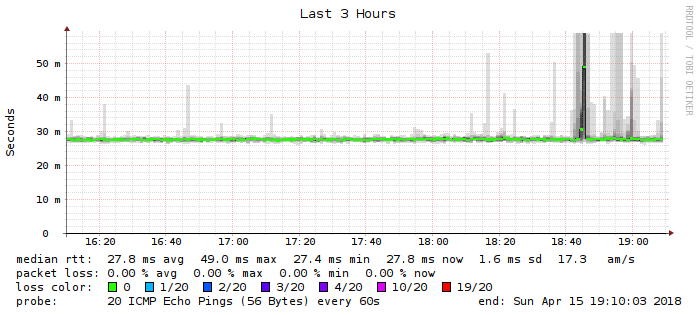 Last 3 Hours
RRDTOOL / TOBI OETIKER
Seconds
50 m
40 m
30 m
20 m
10 m
0
16:20 16:40 17:00 17:20 17:40 18:00 18:20 18:40 19:00
median rtt: 27.8 ms avg 49.0 ms max 27.4 ms min 27.8 ms now 1.6 ms sd 17.3 am/s
packet loss: 0.00 % avg 0.00 % max 0.00 % min 0.00 % now
loss color: 0 1/20 2/20 3/20 4/20 10/20 19/20
probe: 20 ICMP Echo Pings (56 Bytes) every 60s end: Sun Apr 15 19:10:03 2018